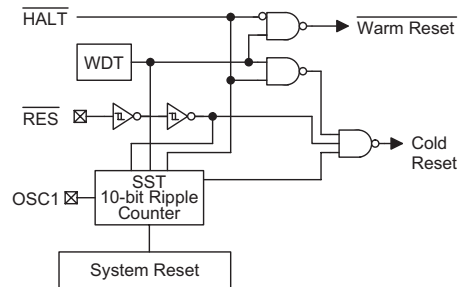 HALT
Warm Reset
WDT
RES
Cold
Reset
OSC1
SST
10-bit Ripple
Counter
System Reset